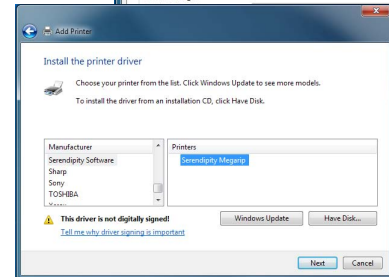 Add Printer
Install the printer driver
Choose your printer from the list. Click Windows Update to see more models.
To install the driver from an installation CD, click Have Disk.
Manufacturer
Serendipity Software
Sharp
Sony
TOSHIBA
Printers
Serendipity Megarip
This driver is not digitally signed!
Tell me why driver signing is important
Windows Update
Have Disk...
Next
Cancel